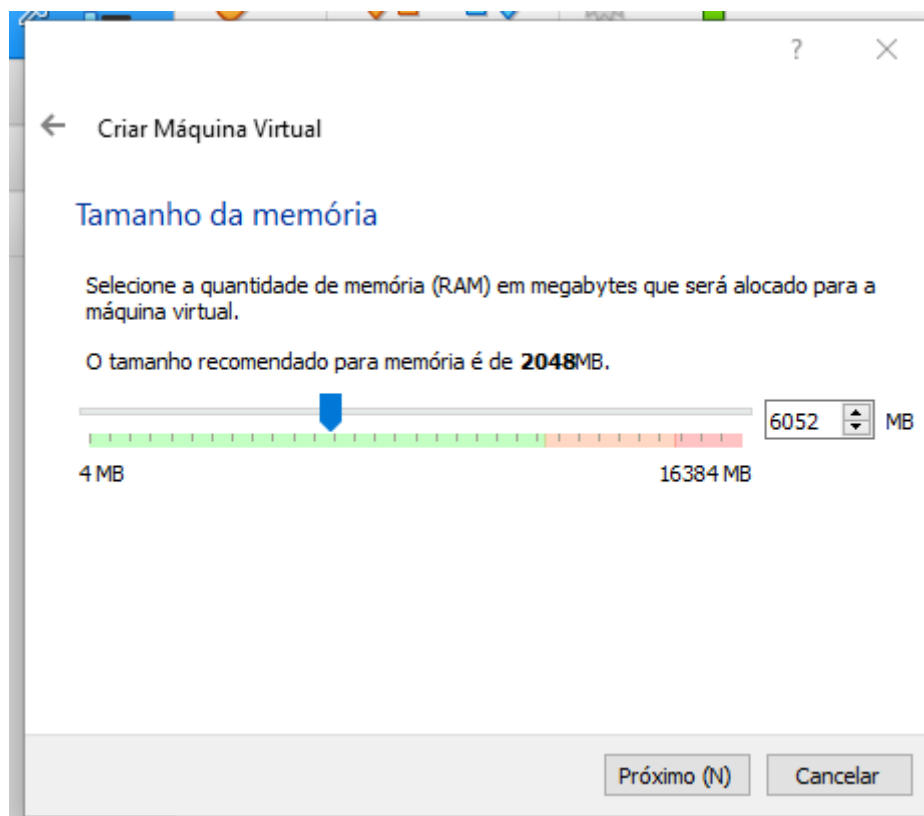 ?
Criar Máquina Virtual
Tamanho da memória
Selecione a quantidade de memória (RAM) em megabytes que será alocado para a
máquina virtual.
O tamanho recomendado para memória é de 2048MB.
6052 MB
4 MB 16384 MB
Próximo (N) Cancelar